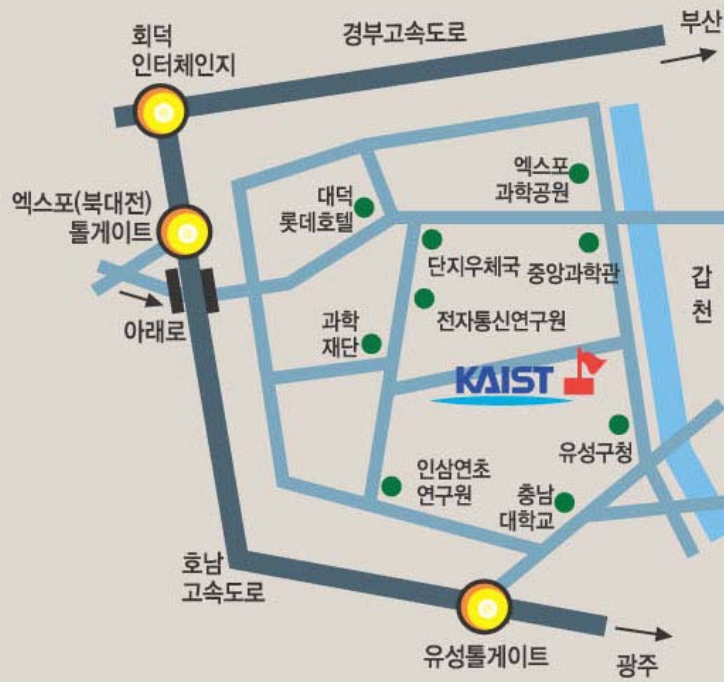 회덕
인터체인지
경부고속도로
부산
엑스포(북대전)
톨게이트
대덕
롯데호텔
엑스포
과학공원
단지우체국
중앙과학관
갑
천
아래로
과학
재단
전자통신연구원
KAIST
유성구청
인삼연초
연구원
충남
대학교
호남
고속도로
유성톨게이트
광주